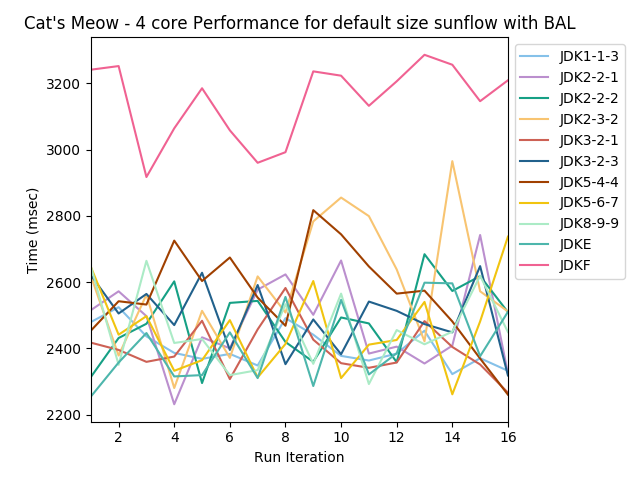 Cat's Meow - 4 core Performance for default size sunflow with BAL
JDK1-1-3
JDK2-2-1
JDK2-2-2
JDK2-3-2
JDK3-2-1
JDK3-2-3
JDK5-4-4
JDK5-6-7
JDK8-9-9
JDKE
JDKF
Time (msec)
3200
3000
2800
2600
2400
2200
2 4 6 8 10 12 14 16
Run Iteration